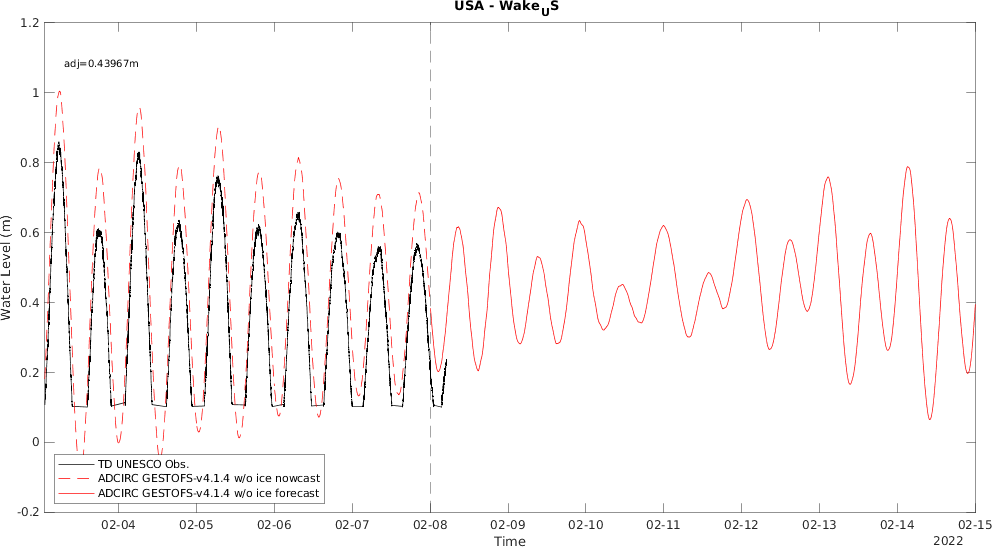 USA - Wake_US
adj=0.43967m
1.2
1
0.8
0.6
0.4
0.2
0
-0.2
Water Level (m)
TD UNESCO Obs.
ADCIRC GESTOFS-v4.1.4 w/o ice nowcast
ADCIRC GESTOFS-v4.1.4 w/o ice forecast
02-04 02-05 02-06 02-07 02-08 02-09 02-10 02-11 02-12 02-13 02-14 02-15
Time
2022